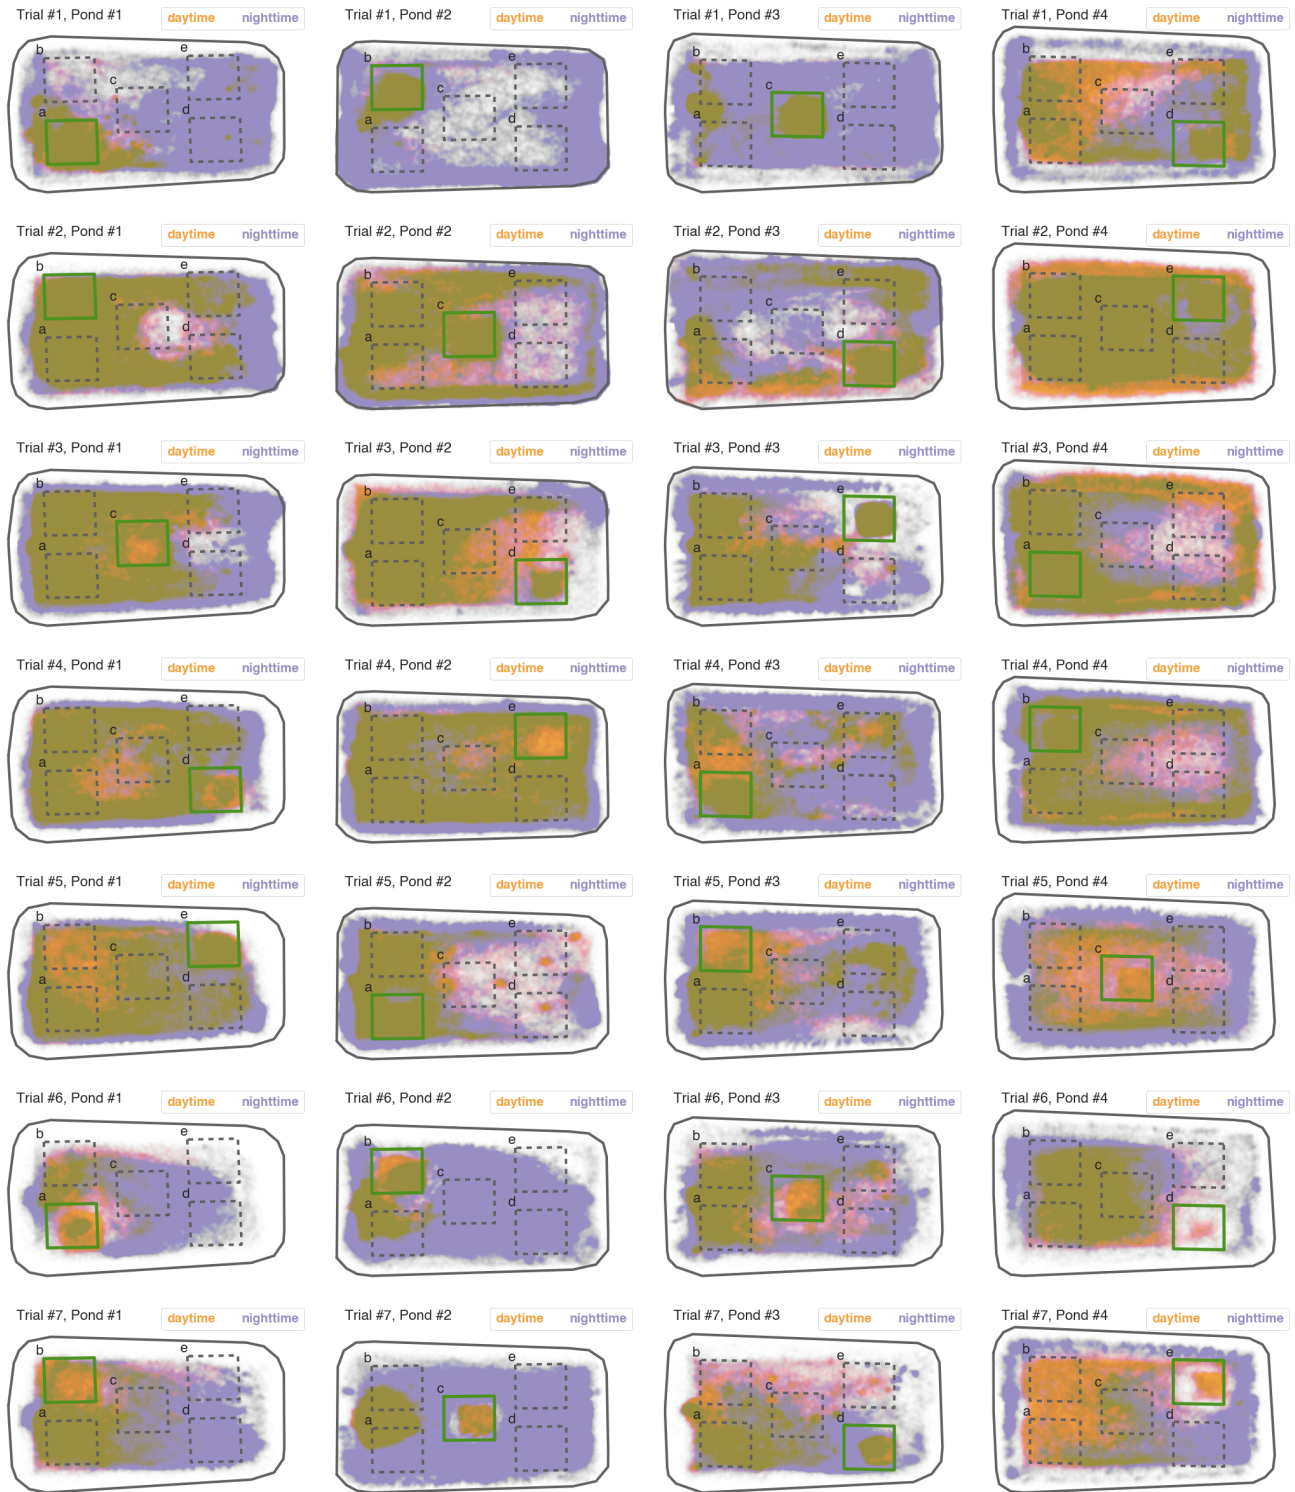 Trial #1, Pond #1 daytime nighttime
Trial #1, Pond #2 daytime nighttime
Trial #1, Pond #3 daytime nighttime
Trial #1, Pond #4 daytime nighttime
b e c a d
b e c a d
b e c a d
b e c a d
Trial #2, Pond #1 daytime nighttime
Trial #2, Pond #2 daytime nighttime
Trial #2, Pond #3 daytime nighttime
Trial #2, Pond #4 daytime nighttime
b e c a d
b e c a d
b e c a d
b e c a d
Trial #3, Pond #1 daytime nighttime
Trial #3, Pond #2 daytime nighttime
Trial #3, Pond #3 daytime nighttime
Trial #3, Pond #4 daytime nighttime
b e c a d
b e c a d
b e c a d
b e c a d
Trial #4, Pond #1 daytime nighttime
Trial #4, Pond #2 daytime nighttime
Trial #4, Pond #3 daytime nighttime
Trial #4, Pond #4 daytime nighttime
b e c a d
b e c a d
b e c a d
b e c a d
Trial #5, Pond #1 daytime nighttime
Trial #5, Pond #2 daytime nighttime
Trial #5, Pond #3 daytime nighttime
Trial #5, Pond #4 daytime nighttime
b e c a d
b e c a d
b e c a d
b e c a d
Trial #6, Pond #1 daytime nighttime
Trial #6, Pond #2 daytime nighttime
Trial #6, Pond #3 daytime nighttime
Trial #6, Pond #4 daytime nighttime
b e c a d
b e c a d
b e c a d
b e c a d
Trial #7, Pond #1 daytime nighttime
Trial #7, Pond #2 daytime nighttime
Trial #7, Pond #3 daytime nighttime
Trial #7, Pond #4 daytime nighttime
b e c a d
b e c a d
b e c a d
b e c a d